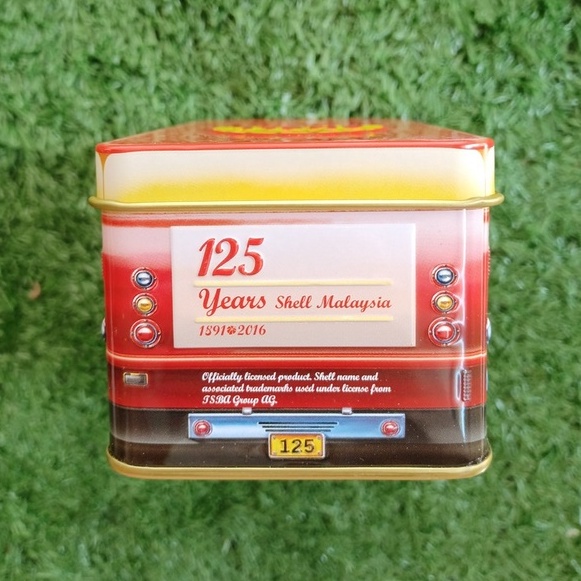 125
Years Shell Malaysia
1891 2016
Officially licensed product. Shell name and
associated trademarks used under license from
TSBA Group AG.
125